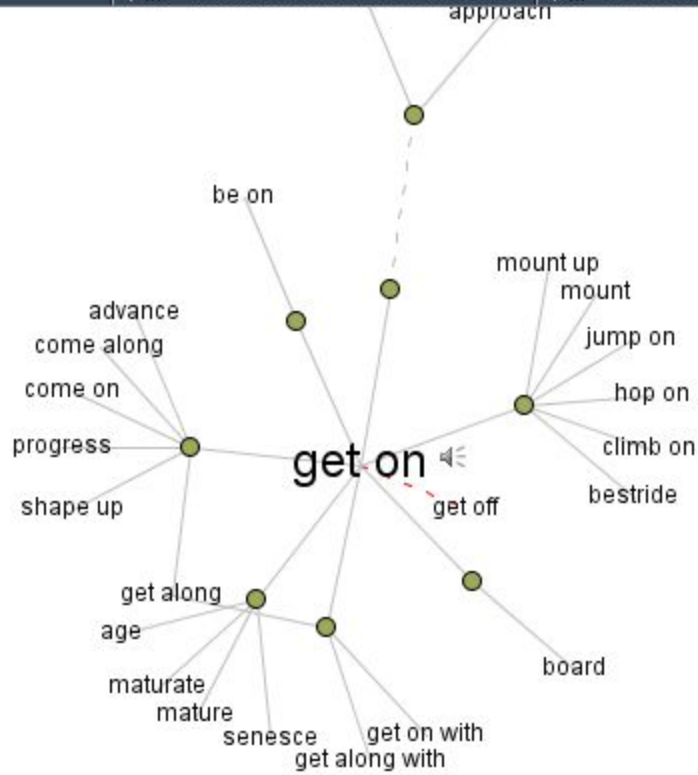 approach
be on
mount up
mount
advance
jump on
come along
come on
hop on
progress
climb on
get on
bestride
shape up
get off
get along
age
board
maturate
mature
get on with
senesce
get along with